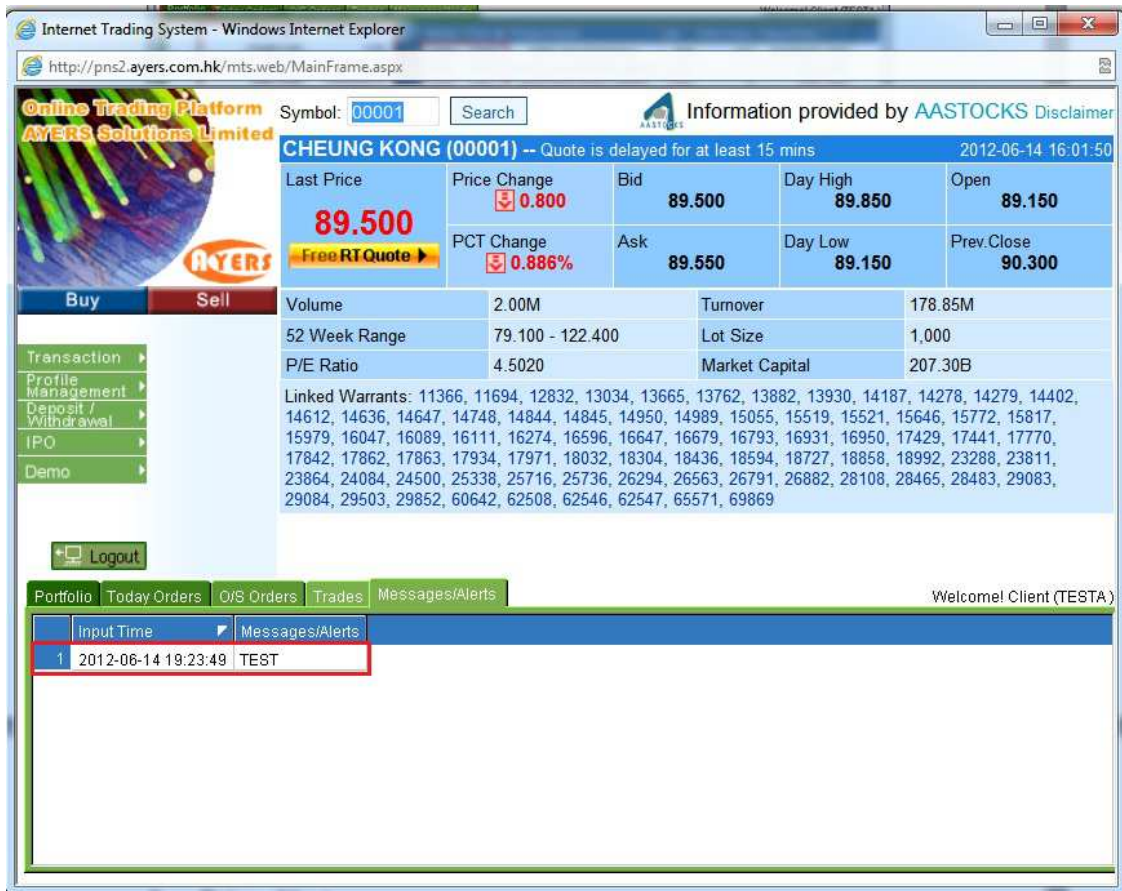 Internet Trading System - Windows Internet Explorer
http://pns2.ayers.com.hk/mts.web/MainFrame.aspx
Online Trading Platform
AYERS Solutions Limited
AYERS
Symbol: 00001 Search AASTOCKS Information provided by AASTOCKS Disclaimer
CHEUNG KONG (00001) -- Quote is delayed for at least 15 mins 2012-06-14 16:01:50
Last Price Price Change Bid Day High Open
89.500 0.800 89.500 89.850 89.150
Free RT Quote
PCT Change Ask Day Low Prev.Close
0.886% 89.550 89.150 90.300
Buy Sell
Volume 2.00M Turnover 178.85M
52 Week Range 79.100 - 122.400 Lot Size 1,000
P/E Ratio 4.5020 Market Capital 207.30B
Linked Warrants: 11366, 11694, 12832, 13034, 13665, 13762, 13882, 13930, 14187, 14278, 14279, 14402,
14612, 14636, 14647, 14748, 14844, 14845, 14950, 14989, 15055, 15519, 15521, 15646, 15772, 15817,
15979, 16047, 16089, 16111, 16274, 16596, 16647, 16679, 16793, 16931, 16950, 17429, 17441, 17770,
17842, 17862, 17863, 17934, 17971, 18032, 18304, 18436, 18594, 18727, 18858, 18992, 23288, 23811,
23864, 24084, 24500, 25338, 25716, 25736, 26294, 26563, 26791, 26882, 28108, 28465, 28483, 29083,
29084, 29503, 29852, 60642, 62508, 62546, 62547, 65571, 69869
Transaction
Profile
Management
Deposit /
Withdrawal
IPO
Demo
Logout
Portfolio Today Orders O/S Orders Trades Messages/Alerts Welcome! Client (TESTA)
Input Time Messages/Alerts
1 2012-06-14 19:23:49 TEST